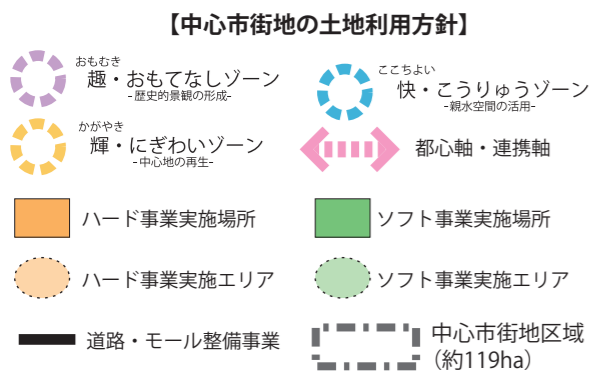 【中心市街地の土地利用方針】
おもむき
趣・おもてなしゾーン
-歴史的景観の形成-
ここちよい
快・こうりゅうゾーン
-親水空間の活用-
かがやき
輝・にぎわいゾーン
-中心地の再生-
都心軸・連携軸
ハード事業実施場所
ソフト事業実施場所
ハード事業実施エリア
ソフト事業実施エリア
道路・モール整備事業
中心市街地区域
（約119ha）